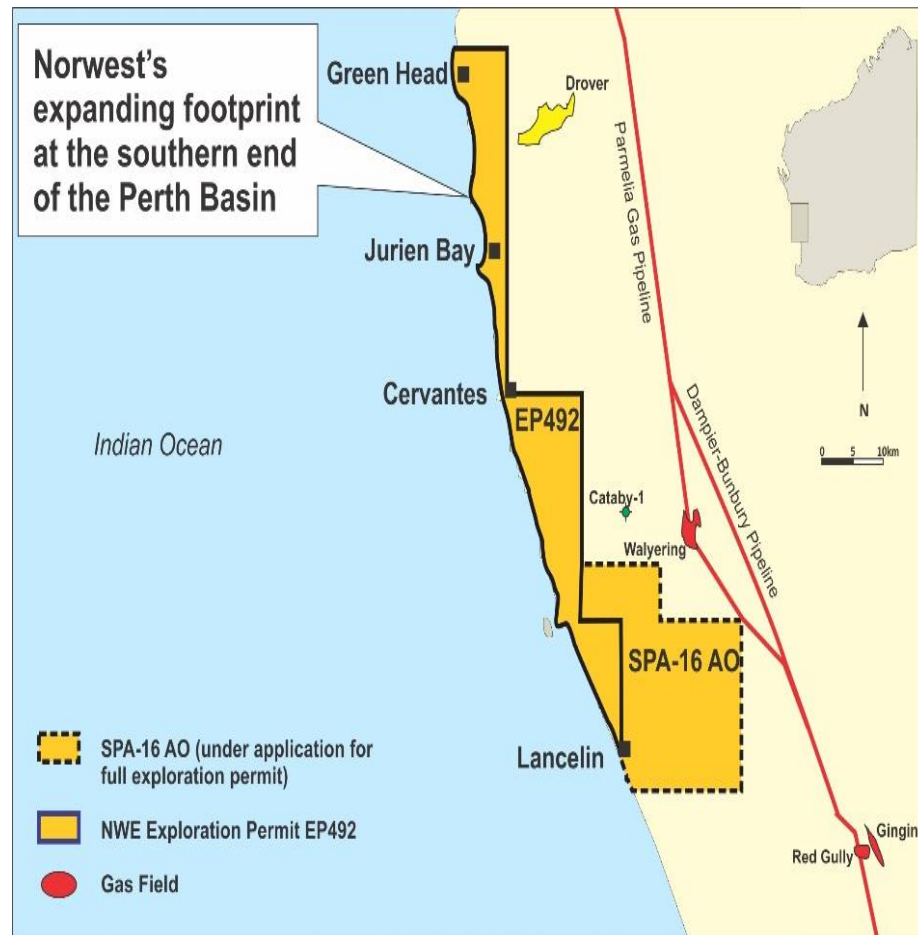 Norwest's
expanding footprint
at the southern end
of the Perth Basin
Green Head
Drover
Parmelia Gas Pipeline
Jurien Bay
Cervantes
EP492
Dampier-Bunbury Pipeline
N
0 5 10km
Indian Ocean
Cataby-1
Walyering
SPA-16 AO
Lancelin
SPA-16 AO (under application for
full exploration permit)
NWE Exploration Permit EP492
Gas Field
Gingin
Red Gully